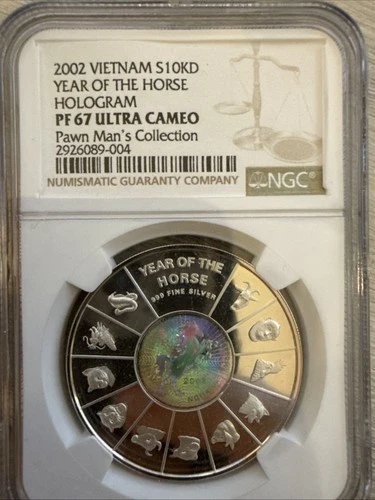 2002 VIETNAM S10KD
YEAR OF THE HORSE
HOLOGRAM
PF 67 ULTRA CAMEO
Pawn Man's Collection
2926089-004
NUMISMATIC GUARANTY COMPANY
NGC
YEAR OF THE
HORSE
.999 FINE SILVER